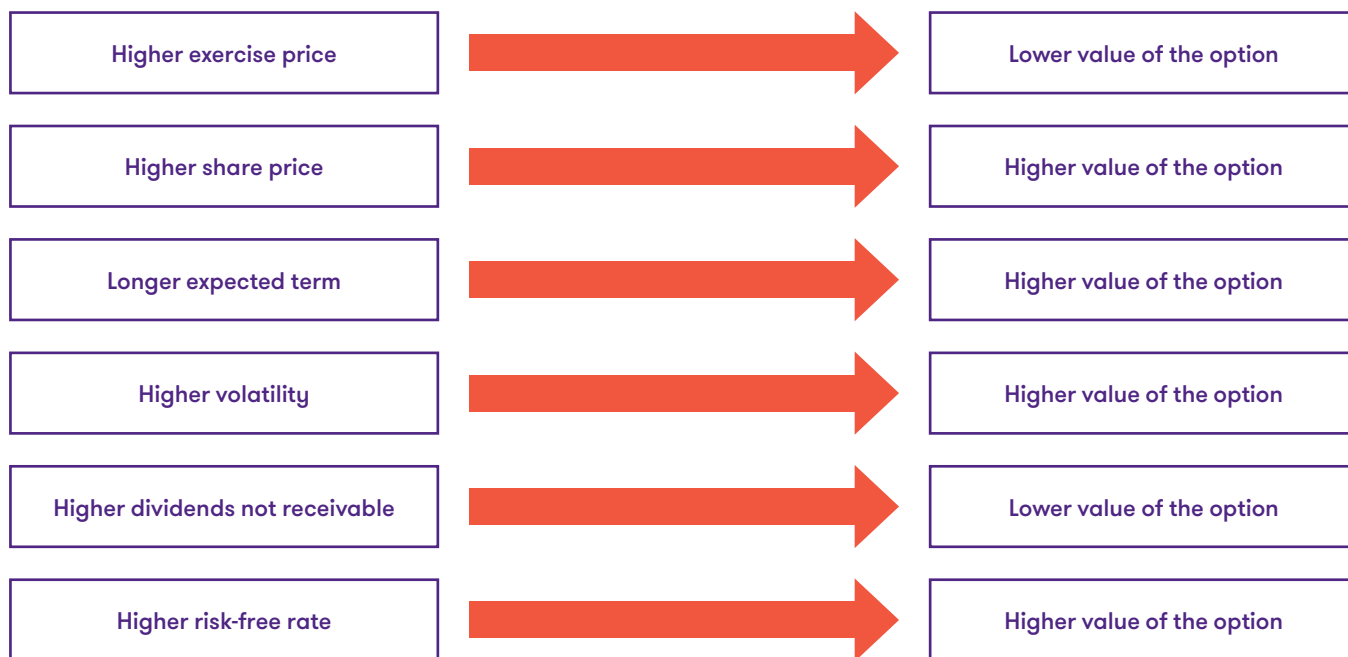 Higher exercise price
Lower value of the option
Higher share price
Higher value of the option
Longer expected term
Higher value of the option
Higher volatility
Higher value of the option
Higher dividends not receivable
Lower value of the option
Higher risk-free rate
Higher value of the option